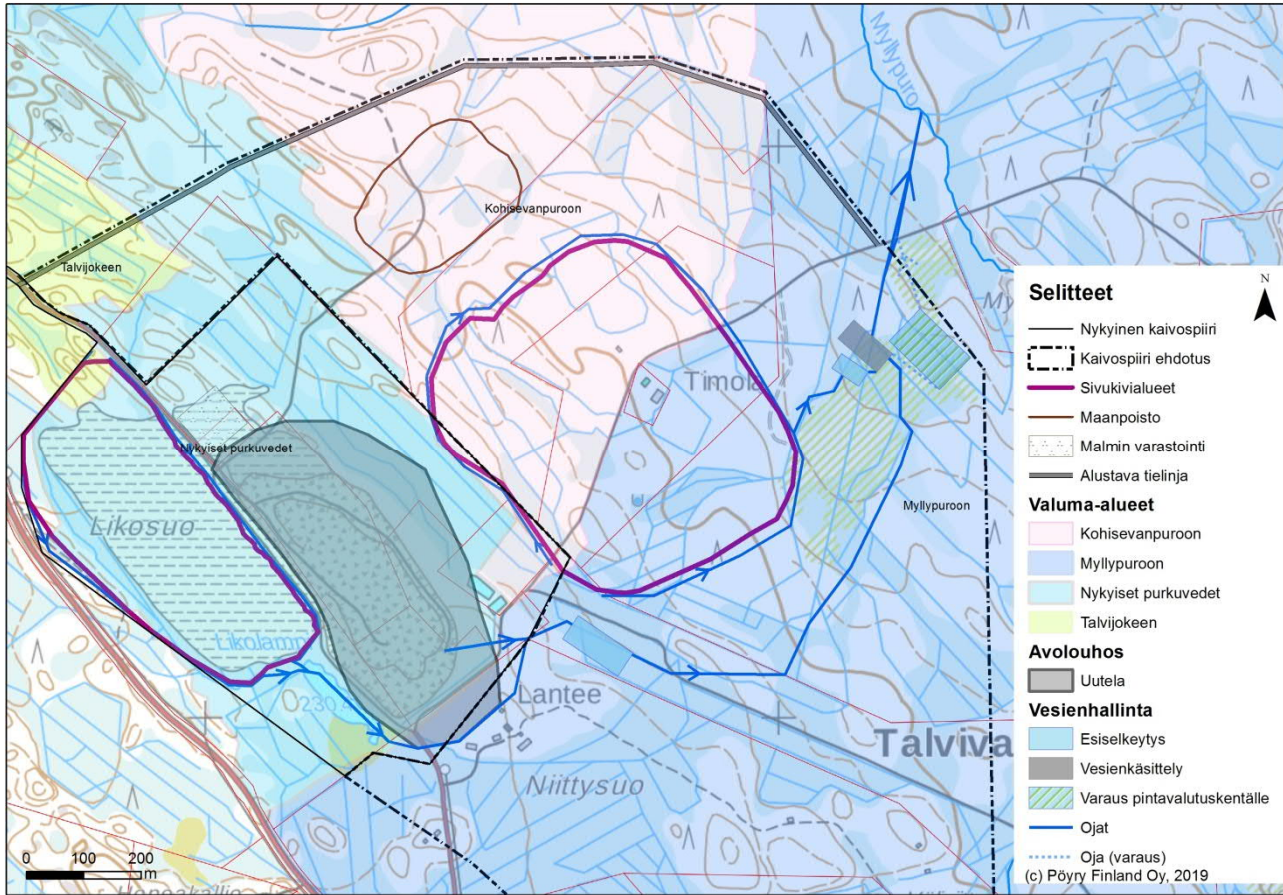 Myllypuro
Kohisevanpuroon
Talvijokeen
Timola
Nykyiset purkuvedet
Likosuo
Myllypuroon
Lantee
Niittysuo
0 100 200
m
Selitteet
N
Nykyinen kaivospiiri
Kaivospiiri ehdotus
Sivukivialueet
Maanpoisto
Malmin varastointi
Alustava tielinja
Valuma-alueet
Kohisevanpuroon
Myllypuroon
Nykyiset purkuvedet
Talvijokeen
Avolouhos
Uutela
Vesienhallinta
Esiselkeytys
Vesienkäsittely
Varaus pintavalutuskentälle
Ojat
Oja (varaus)
(c) Pöyry Finland Oy, 2019